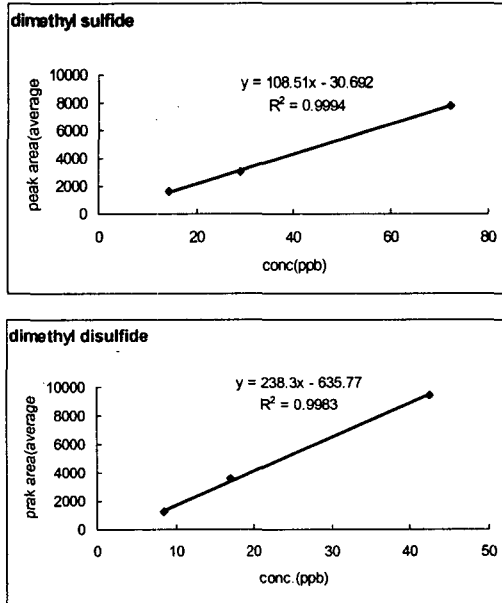 dimethyl sulfide
y = 108.51x - 30.692
R² = 0.9994
peak area(average
10000
8000
6000
4000
2000
0
0 20 40 60 80
conc(ppb)
dimethyl disulfide
y = 238.3x - 635.77
R² = 0.9983
prak area(average
10000
8000
6000
4000
2000
0
0 10 20 30 40 50
conc.(ppb)